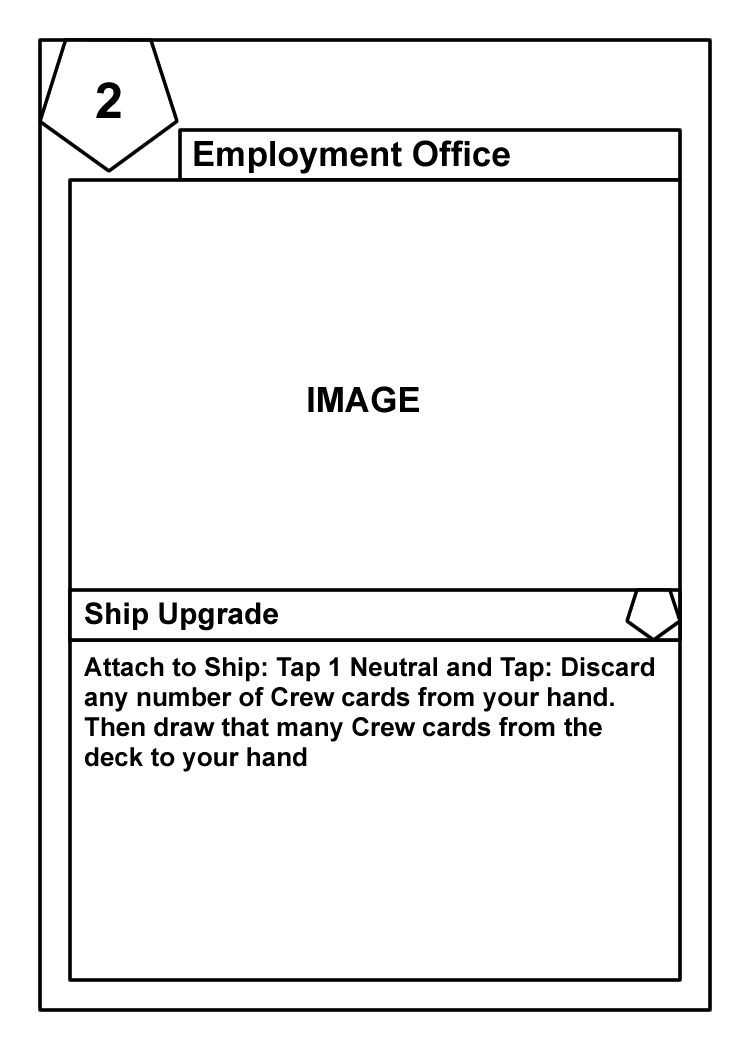 2
Employment Office
IMAGE
Ship Upgrade
Attach to Ship: Tap 1 Neutral and Tap: Discard
any number of Crew cards from your hand.
Then draw that many Crew cards from the
deck to your hand